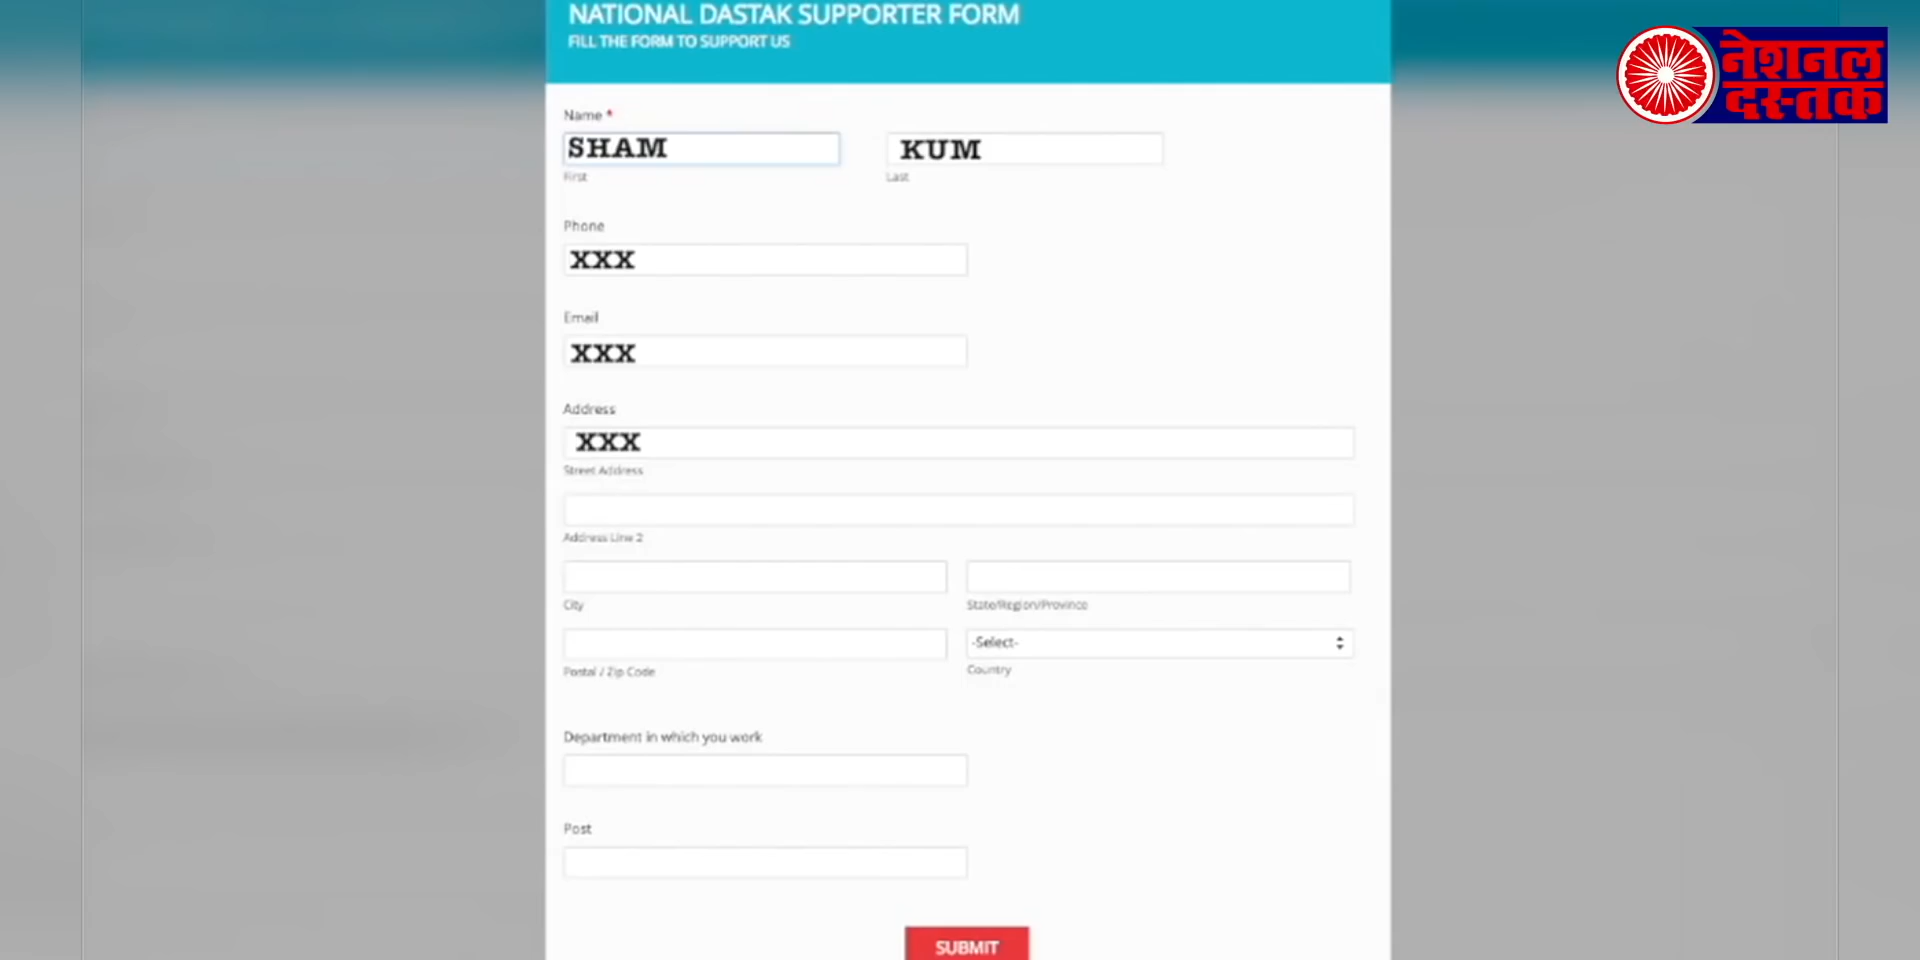 NATIONAL DASTAK SUPPORTER FORM
FILL THE FORM TO SUPPORT US
नेशनल
दस्तक
Name *
SHAM KUM
First Last
Phone
XXX
Email
XXX
Address
XXX
Street Address
Address Line 2
City State/Region/Province
-Select-
Postal / Zip Code Country
Department in which you work
Post
SUBMIT